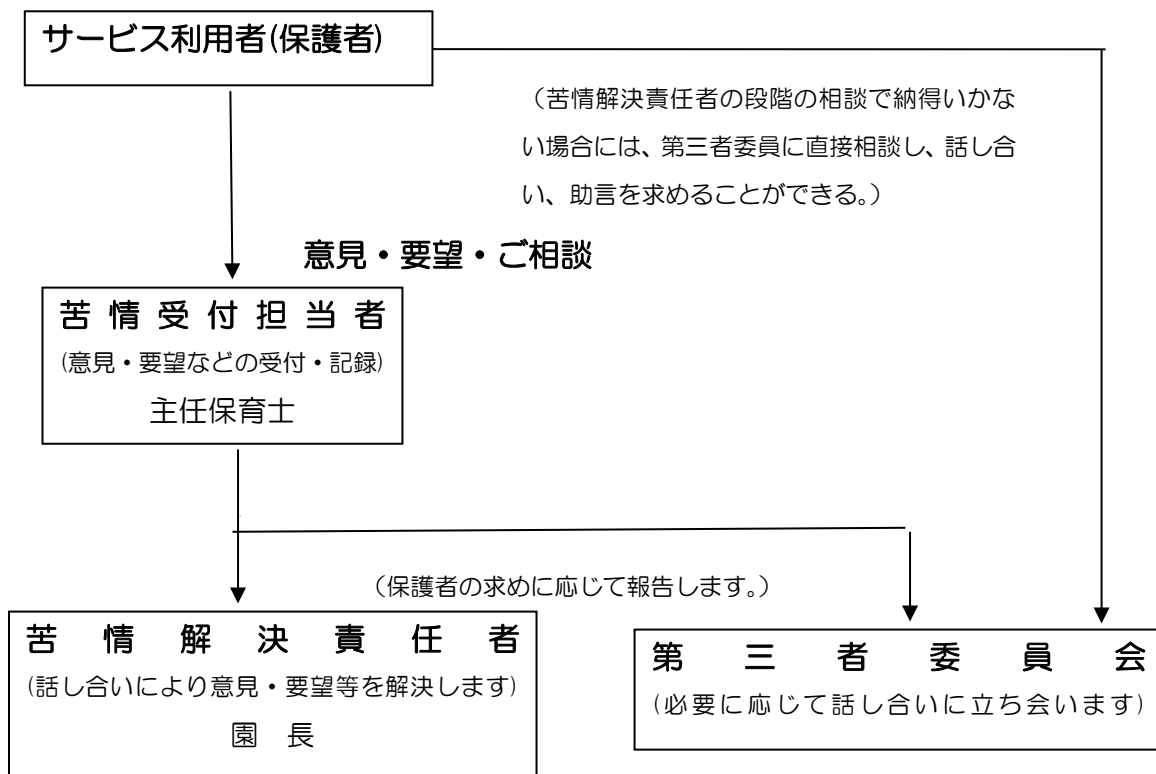 サービス利用者(保護者)
（苦情解決責任者の段階の相談で納得いかな
い場合には、第三者委員に直接相談し、話し合
い、助言を求めることができる。）
意見・要望・ご相談
苦情受付担当者
(意見・要望などの受付・記録)
主任保育士
（保護者の求めに応じて報告します。）
苦情解決責任者
(話し合いにより意見・要望等を解決します)
園　長
第三者委員会
(必要に応じて話し合いに立ち会います)